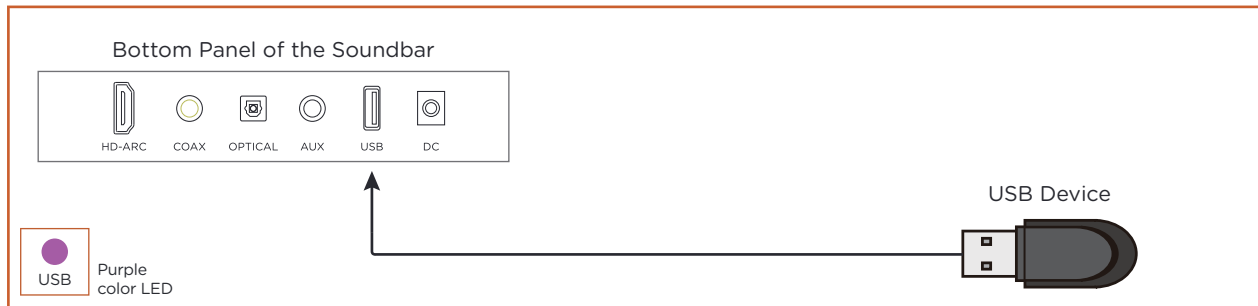 Bottom Panel of the Soundbar
HD-ARC COAX OPTICAL AUX USB DC
USB Device
USB
Purple
color LED